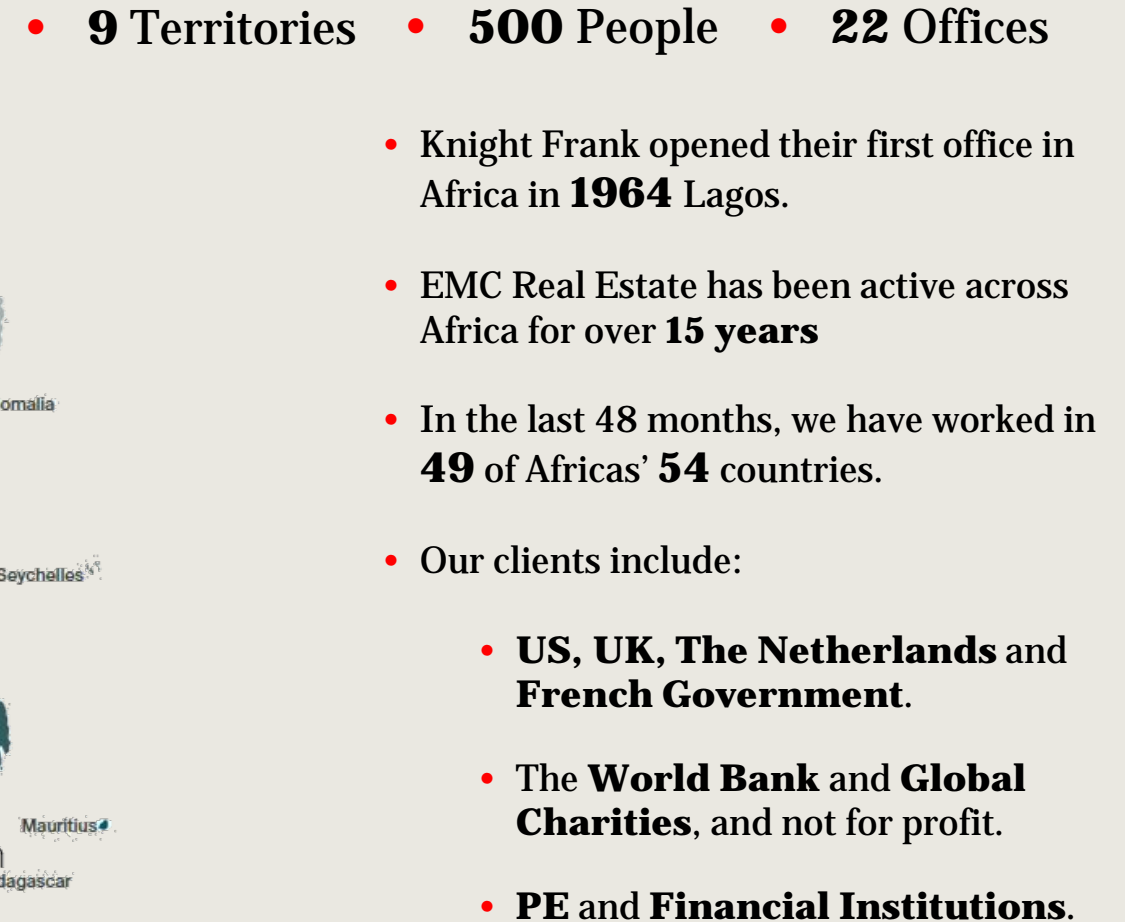 • 9 Territories • 500 People • 22 Offices
• Knight Frank opened their first office in
Africa in 1964 Lagos.
• EMC Real Estate has been active across
Africa for over 15 years
omalia
• In the last 48 months, we have worked in
49 of Africas’ 54 countries.
• Our clients include:
Seychelles
• US, UK, The Netherlands and
French Government.
• The World Bank and Global
Charities, and not for profit.
Mauritius
dagascar
• PE and Financial Institutions.